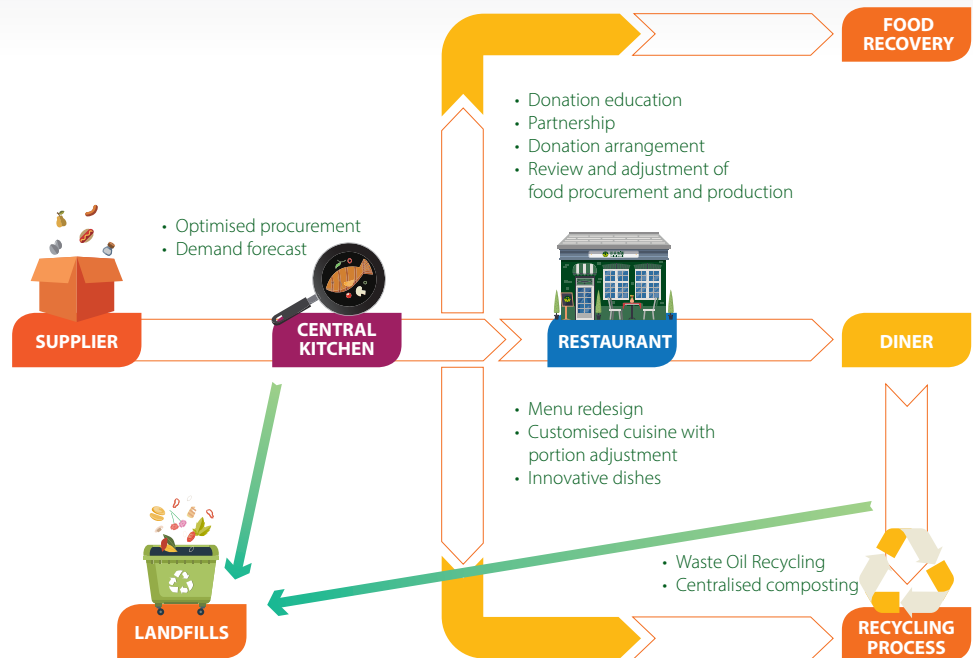 FOOD
RECOVERY
• Donation education
• Partnership
• Donation arrangement
• Review and adjustment of
food procurement and production
• Optimised procurement
• Demand forecast
SUPPLIER
CENTRAL
KITCHEN
RESTAURANT
DINER
• Menu redesign
• Customised cuisine with
portion adjustment
• Innovative dishes
• Waste Oil Recycling
• Centralised composting
LANDFILLS
RECYCLING
PROCESS